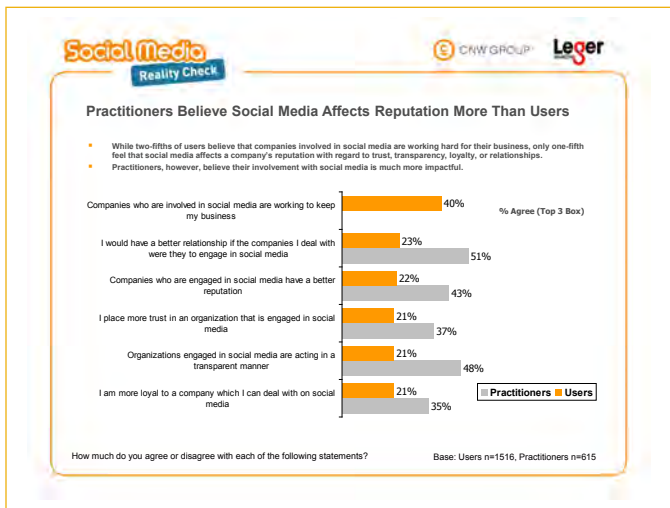 Social Media
Reality Check
CNW GROUP
Leger
MARKETING
Practitioners Believe Social Media Affects Reputation More Than Users
While two-fifths of users believe that companies involved in social media are working hard for their business, only one-fifth
feel that social media affects a company's reputation with regard to trust, transparency, loyalty, or relationships.
Practitioners, however, believe their involvement with social media is much more impactful.
Companies who are involved in social media are working to keep
my business
40%
% Agree (Top 3 Box)
I would have a better relationship if the companies I deal with
were they to engage in social media
23%
51%
Companies who are engaged in social media have a better
reputation
22%
43%
I place more trust in an organization that is engaged in social
media
21%
37%
Organizations engaged in social media are acting in a
transparent manner
21%
48%
I am more loyal to a company which I can deal with on social
media
21%
35%
Practitioners Users
How much do you agree or disagree with each of the following statements?
Base: Users n=1516, Practitioners n=615